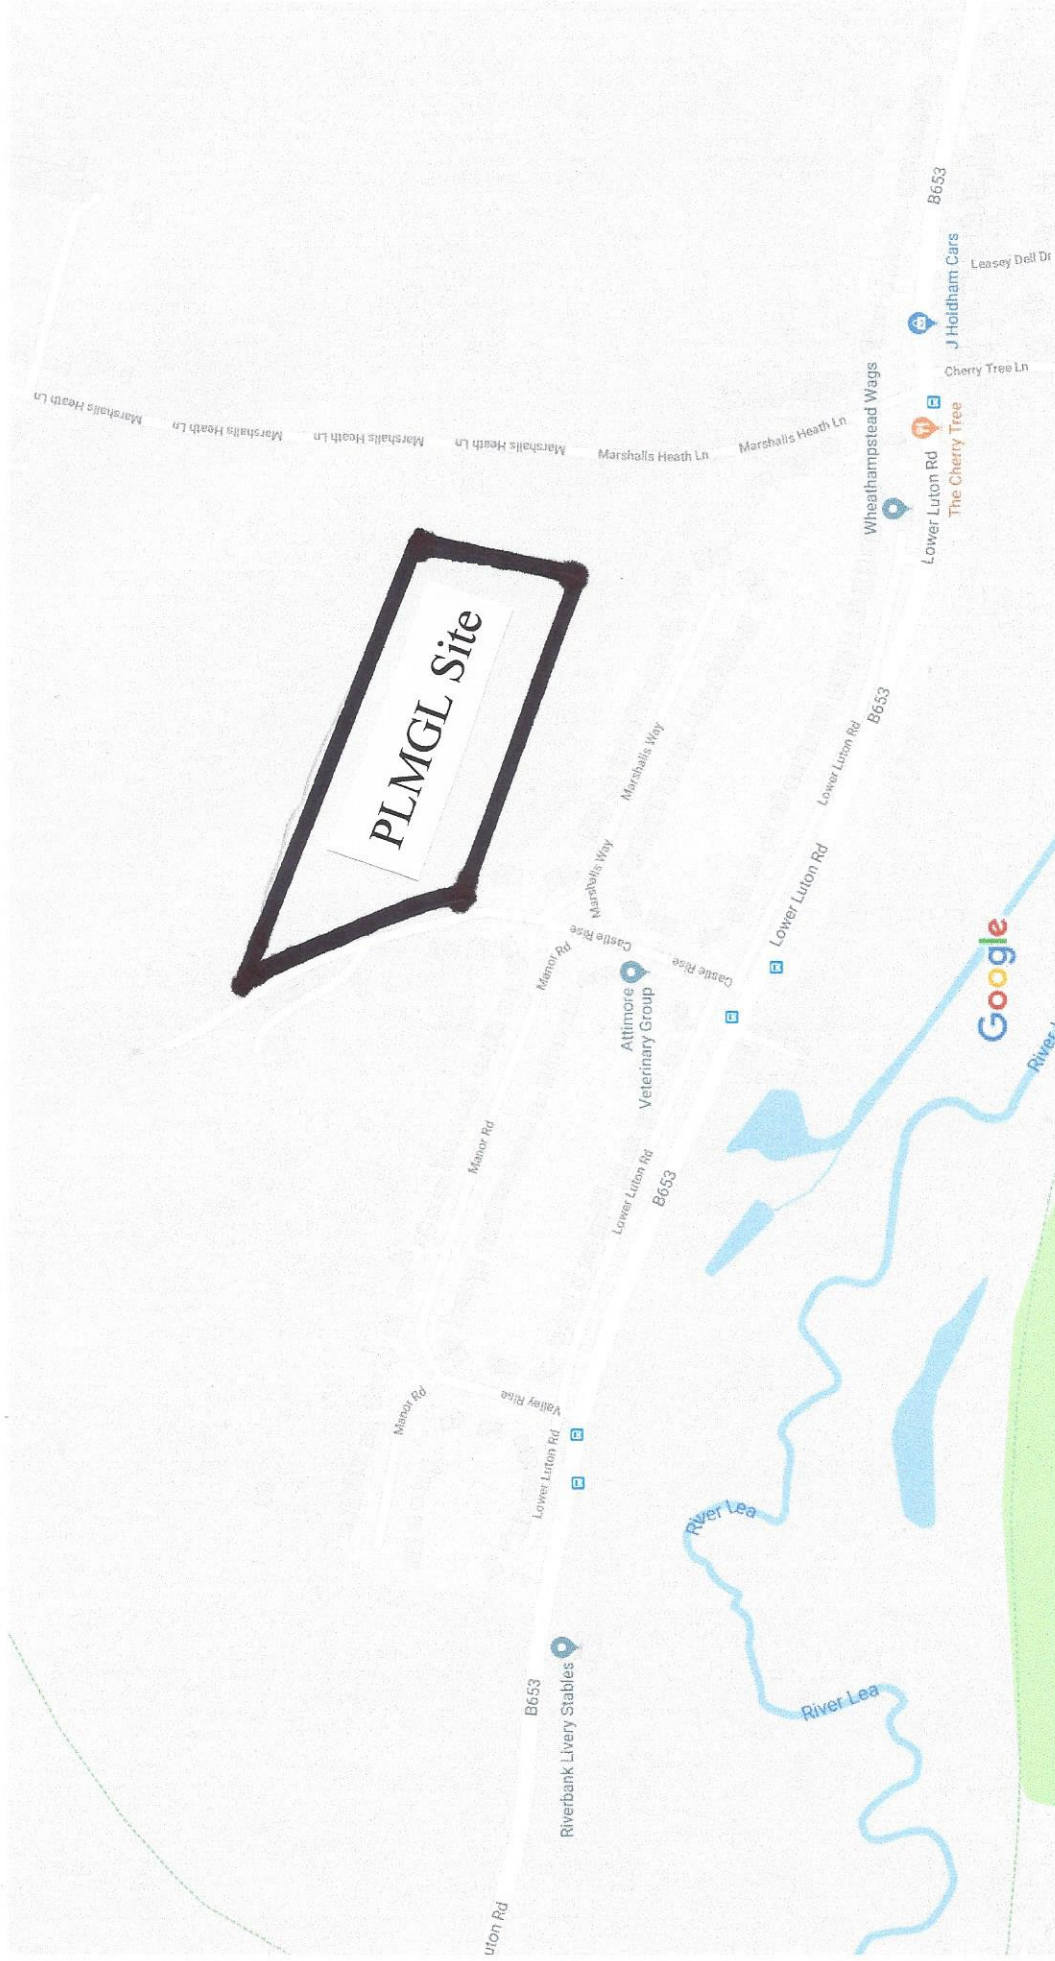 Marshalls Heath Ln
Marshalls Heath Ln
Marshalls Heath Ln
Marshalls Heath Ln
Marshalls Heath Ln
Marshalls Heath Ln
PLMGL Site
Marshalls Way
Marshalls Way
Castle Rise
Castle Rise
Manor Rd
Manor Rd
Manor Rd
Valley Rise
Attimore
Veterinary Group
Wheathampstead Wags
Lower Luton Rd
The Cherry Tree
Cherry Tree Ln
J Holdham Cars
Leasey Dell Dr
B653
B653
Lower Luton Rd
Lower Luton Rd
Lower Luton Rd
B653
Lower Luton Rd
B653
Riverbank Livery Stables
uton Rd
River Lea
River Lea
River
Google